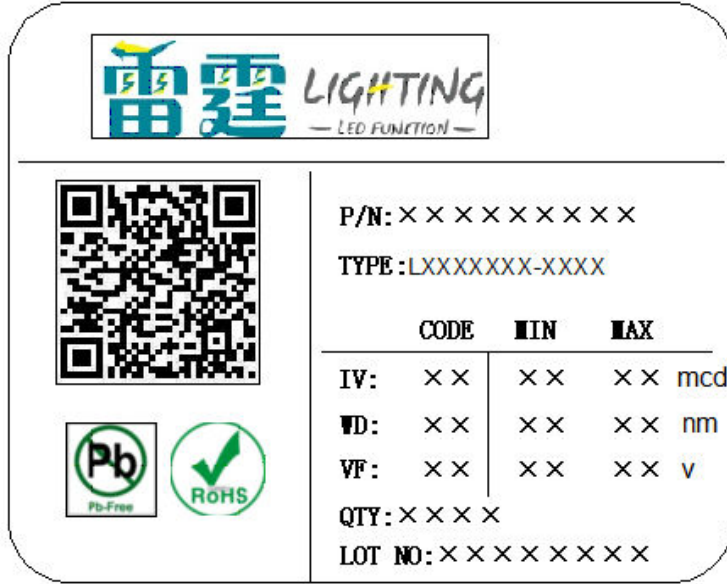 雷霆 LIGHTING
LED FUNCTION
P/N:×××××××××
TYPE:LXXXXXXX-XXXX
CODE MIN MAX
IV: ×× ×× ×× mcd
WD: ×× ×× ×× nm
VF: ×× ×× ×× v
QTY:××××
LOT NO:××××××××
Pb
Pb-Free
RoHS